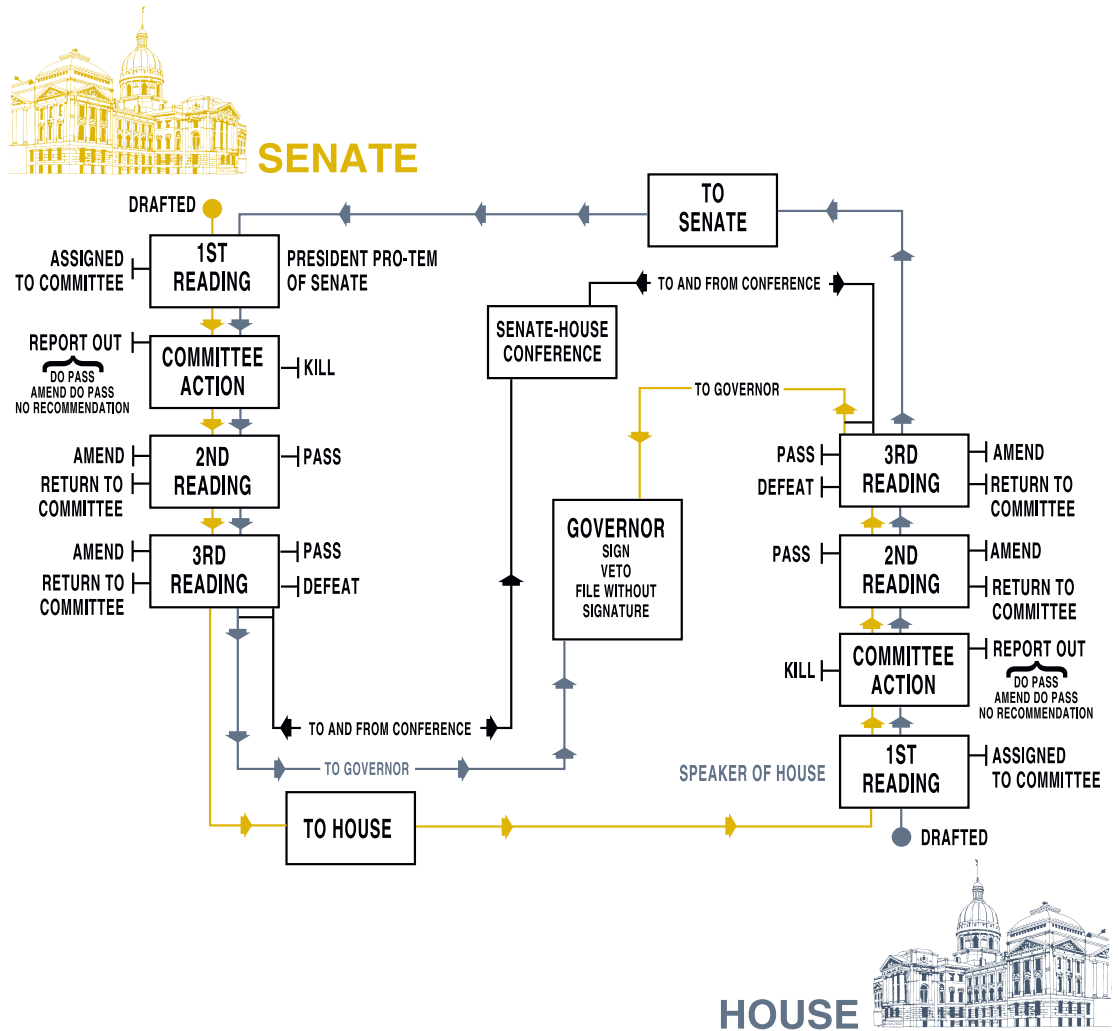 SENATE
DRAFTED
1ST
READING
ASSIGNED
TO COMMITTEE
PRESIDENT PRO-TEM
OF SENATE
REPORT OUT
DO PASS
AMEND DO PASS
NO RECOMMENDATION
COMMITTEE
ACTION
KILL
AMEND
RETURN TO
COMMITTEE
2ND
READING
PASS
AMEND
RETURN TO
COMMITTEE
3RD
READING
PASS
DEFEAT
TO
SENATE
TO AND FROM CONFERENCE
SENATE-HOUSE
CONFERENCE
TO GOVERNOR
GOVERNOR
SIGN
VETO
FILE WITHOUT
SIGNATURE
TO AND FROM CONFERENCE
TO GOVERNOR
TO HOUSE
PASS
DEFEAT
3RD
READING
AMEND
RETURN TO
COMMITTEE
PASS
2ND
READING
AMEND
RETURN TO
COMMITTEE
KILL
COMMITTEE
ACTION
REPORT OUT
DO PASS
AMEND DO PASS
NO RECOMMENDATION
SPEAKER OF HOUSE
1ST
READING
ASSIGNED
TO COMMITTEE
DRAFTED
HOUSE